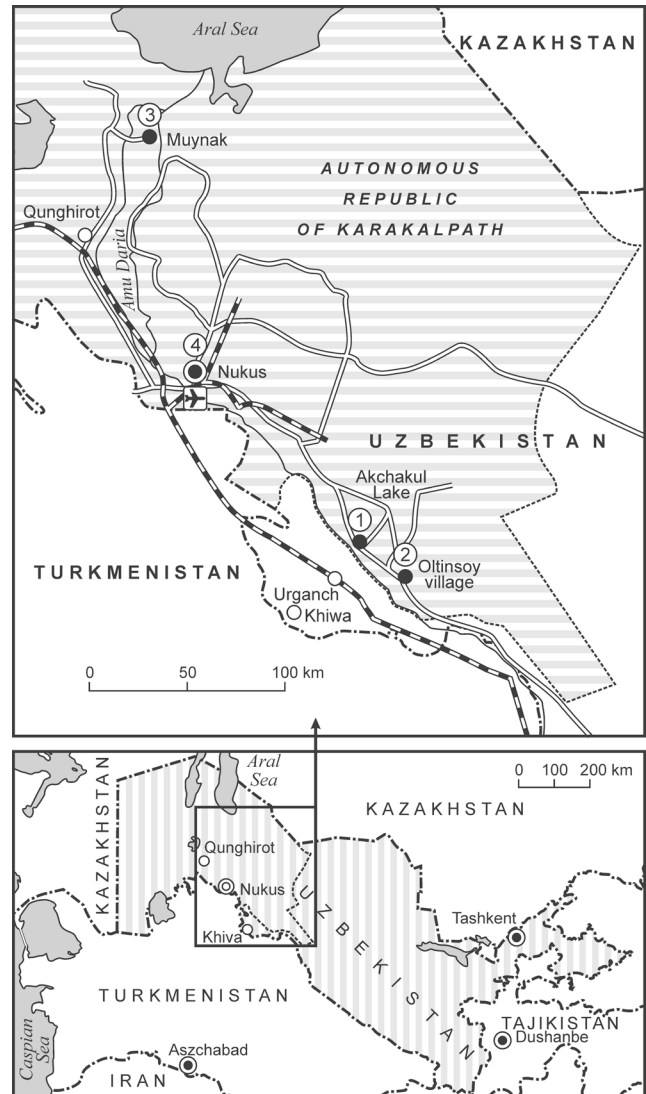 Aral Sea
KAZAKHSTAN
3
Muynak
AUTONOMOUS
REPUBLIC
OF KARAKALPATH
Qunghirot
Amu Daria
4
Nukus
UZBEKISTAN
Akchakul
Lake
1
2
Oltinsoy
village
TURKMENISTAN
Urganch
Khiwa
0 50 100 km
Aral
Sea
0 100 200 km
KAZAKHSTAN
KAZAKHSTAN
Qunghirot
Nukus
UZBEKISTAN
Tashkent
Khiva
TURKMENISTAN
Caspian
Sea
TAJIKISTAN
Dushanbe
Aszchabad
IRAN